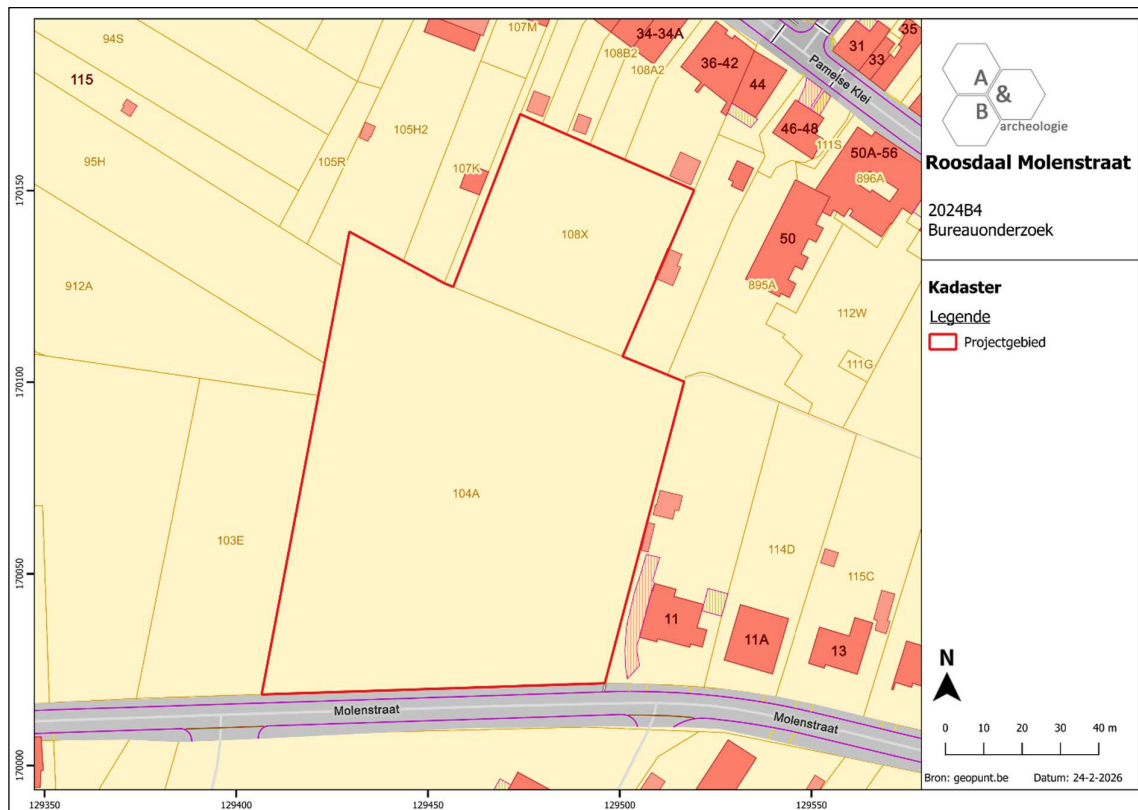 94S
115
95H
105R
105H2
107M
107K
108B2
108A2
34-34A
36-42
44
46-48
Pamelse Klei
31
33
35
111S
50A-56
896A
50
895A
112W
111G
108X
912A
103E
104A
114D
115C
11
11A
13
Molenstraat
Molenstraat
170150
170100
170050
170000
129350
129400
129450
129500
129550
A
&
B
archeologie
Roosdaal Molenstraat
2024B4
Bureauonderzoek
Kadaster
Legende
Projectgebied
N
0 10 20 30 40 m
Bron: geopunt.be Datum: 24-2-2026